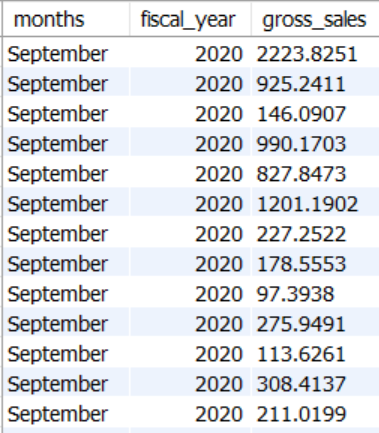 months fiscal_year gross_sales
September 2020 2223.8251
September 2020 925.2411
September 2020 146.0907
September 2020 990.1703
September 2020 827.8473
September 2020 1201.1902
September 2020 227.2522
September 2020 178.5553
September 2020 97.3938
September 2020 275.9491
September 2020 113.6261
September 2020 308.4137
September 2020 211.0199